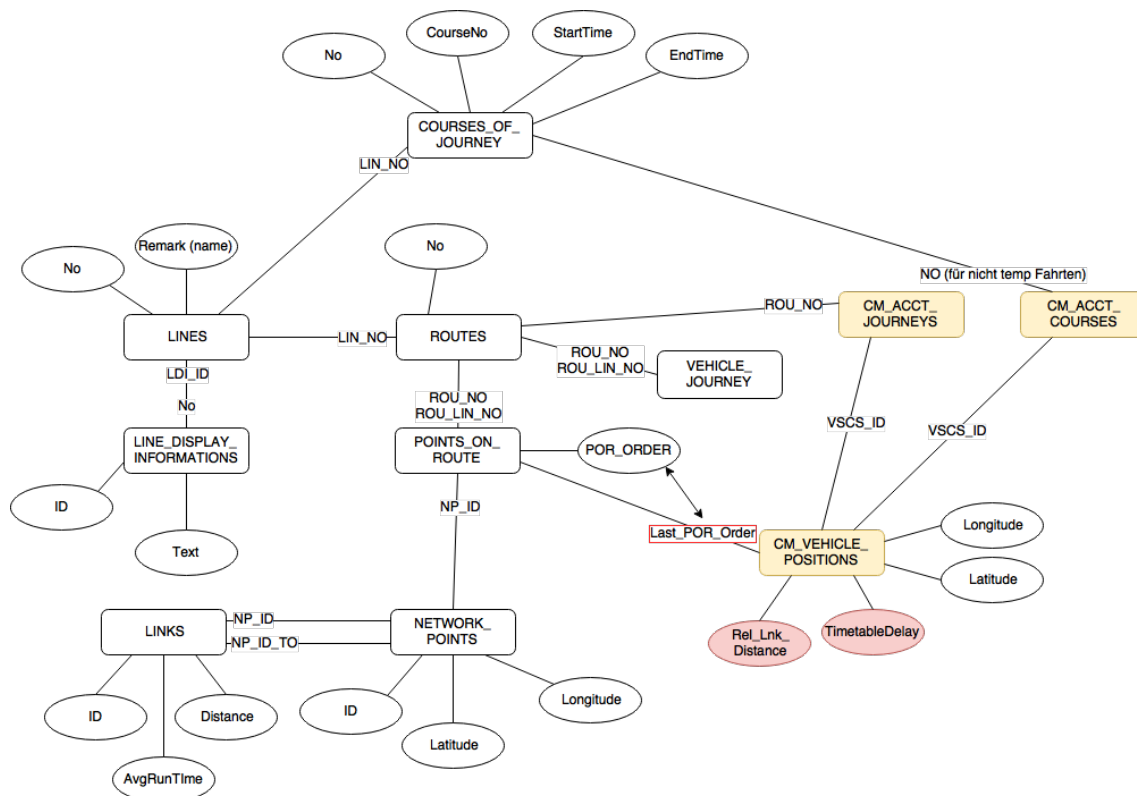 CourseNo
StartTime
No
EndTime
COURSES_OF_
JOURNEY
LIN_NO
Remark (name)
No
No
NO (für nicht temp Fahrten)
ROU_NO
CM_ACCT_
JOURNEYS
CM_ACCT_
COURSES
LINES
LIN_NO
ROUTES
ROU_NO
ROU_LIN_NO
VEHICLE_
JOURNEY
LDI_ID
No
ROU_NO
ROU_LIN_NO
VSCS_ID
VSCS_ID
LINE_DISPLAY_
INFORMATIONS
POINTS_ON_
ROUTE
POR_ORDER
ID
NP_ID
Text
Last_POR_Order
CM_VEHICLE_
POSITIONS
Longitude
Latitude
LINKS
NP_ID
NP_ID_TO
NETWORK_
POINTS
Rel_Lnk_
Distance
TimetableDelay
ID
Distance
ID
Longitude
Latitude
AvgRunTIme